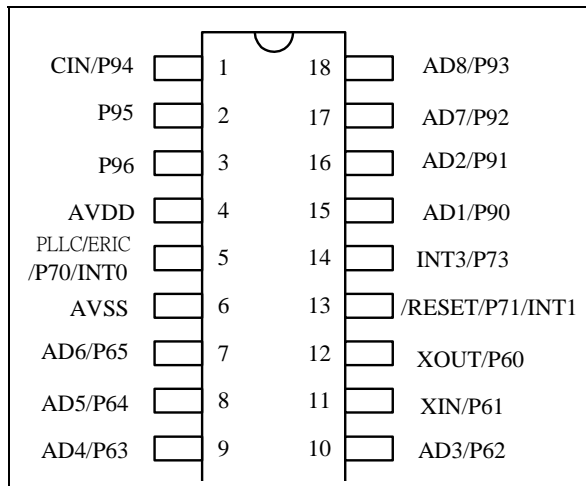 CIN/P94 1 18 AD8/P93
P95 2 17 AD7/P92
P96 3 16 AD2/P91
AVDD 4 15 AD1/P90
PLLC/ERIC
/P70/INT0 5 14 INT3/P73
AVSS 6 13 /RESET/P71/INT1
AD6/P65 7 12 XOUT/P60
AD5/P64 8 11 XIN/P61
AD4/P63 9 10 AD3/P62